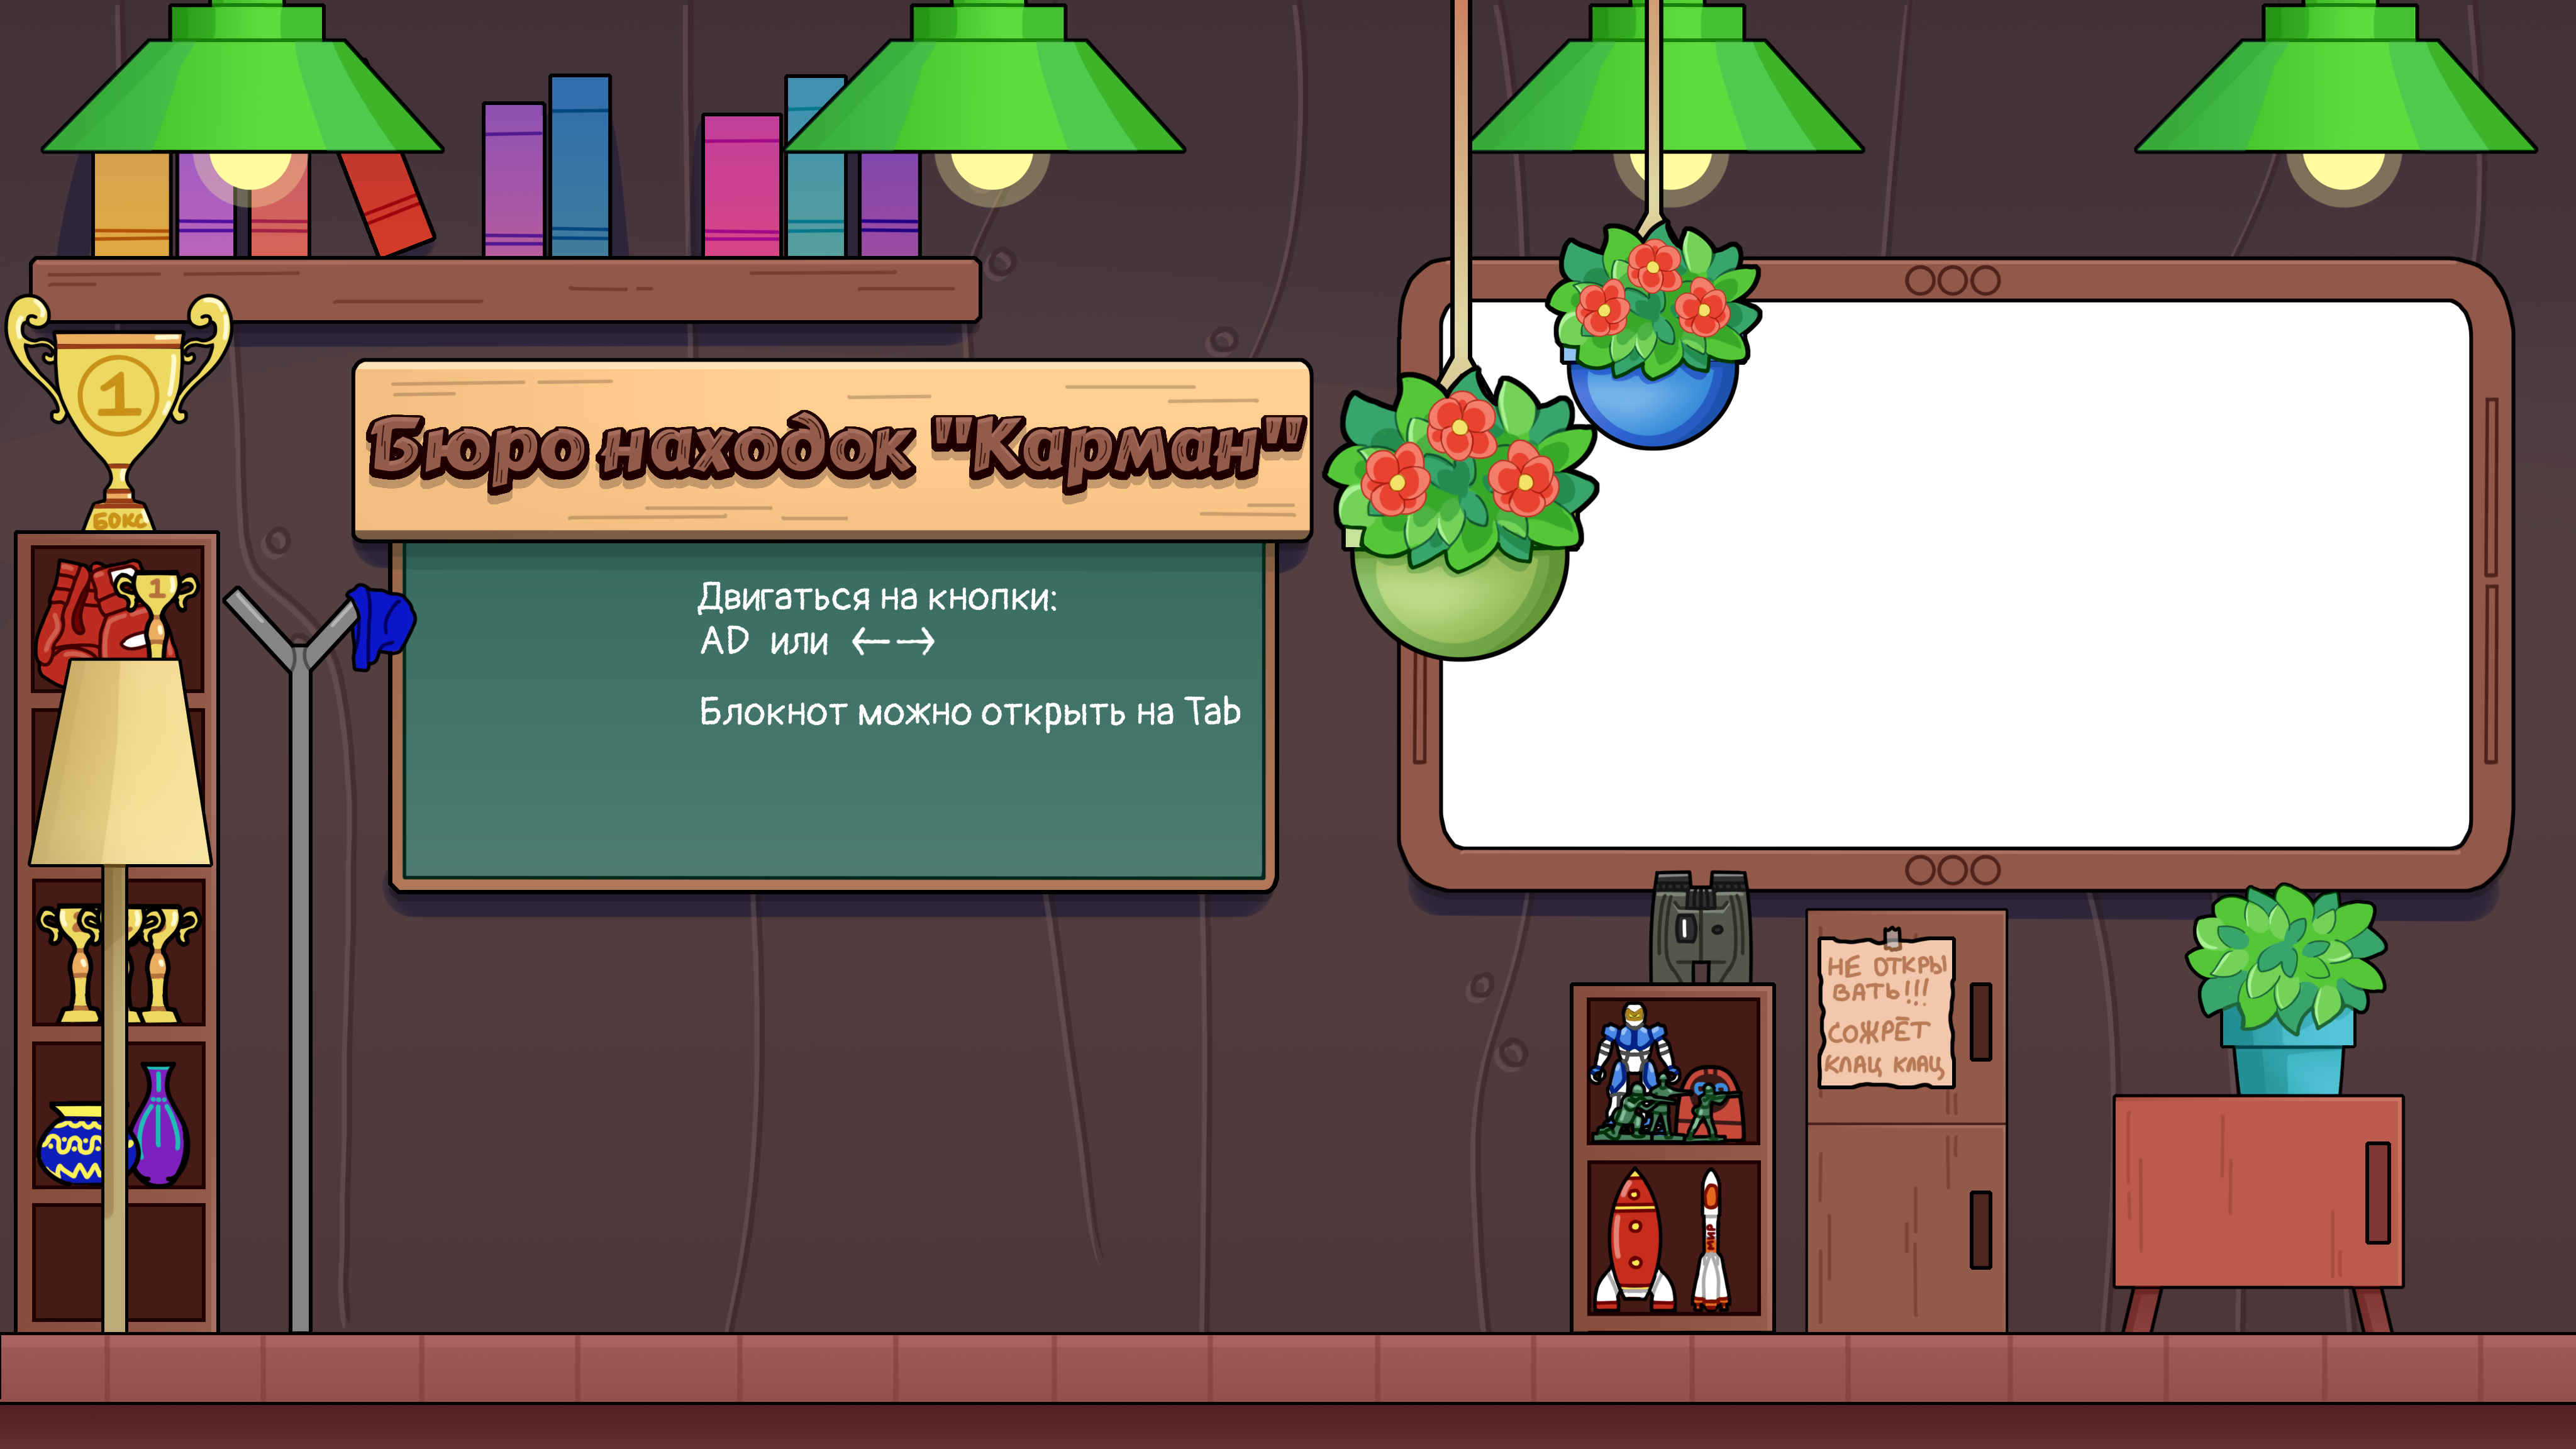 1
Бюро находок "Карман"
БОКС
1
Двигаться на кнопки:
AD или ← →
Блокнот можно открыть на Tab
НЕ ОТКРЫ
ВАТЬ!!!
СОЖРЁТ
КЛАЦ КЛАЦ
МИР